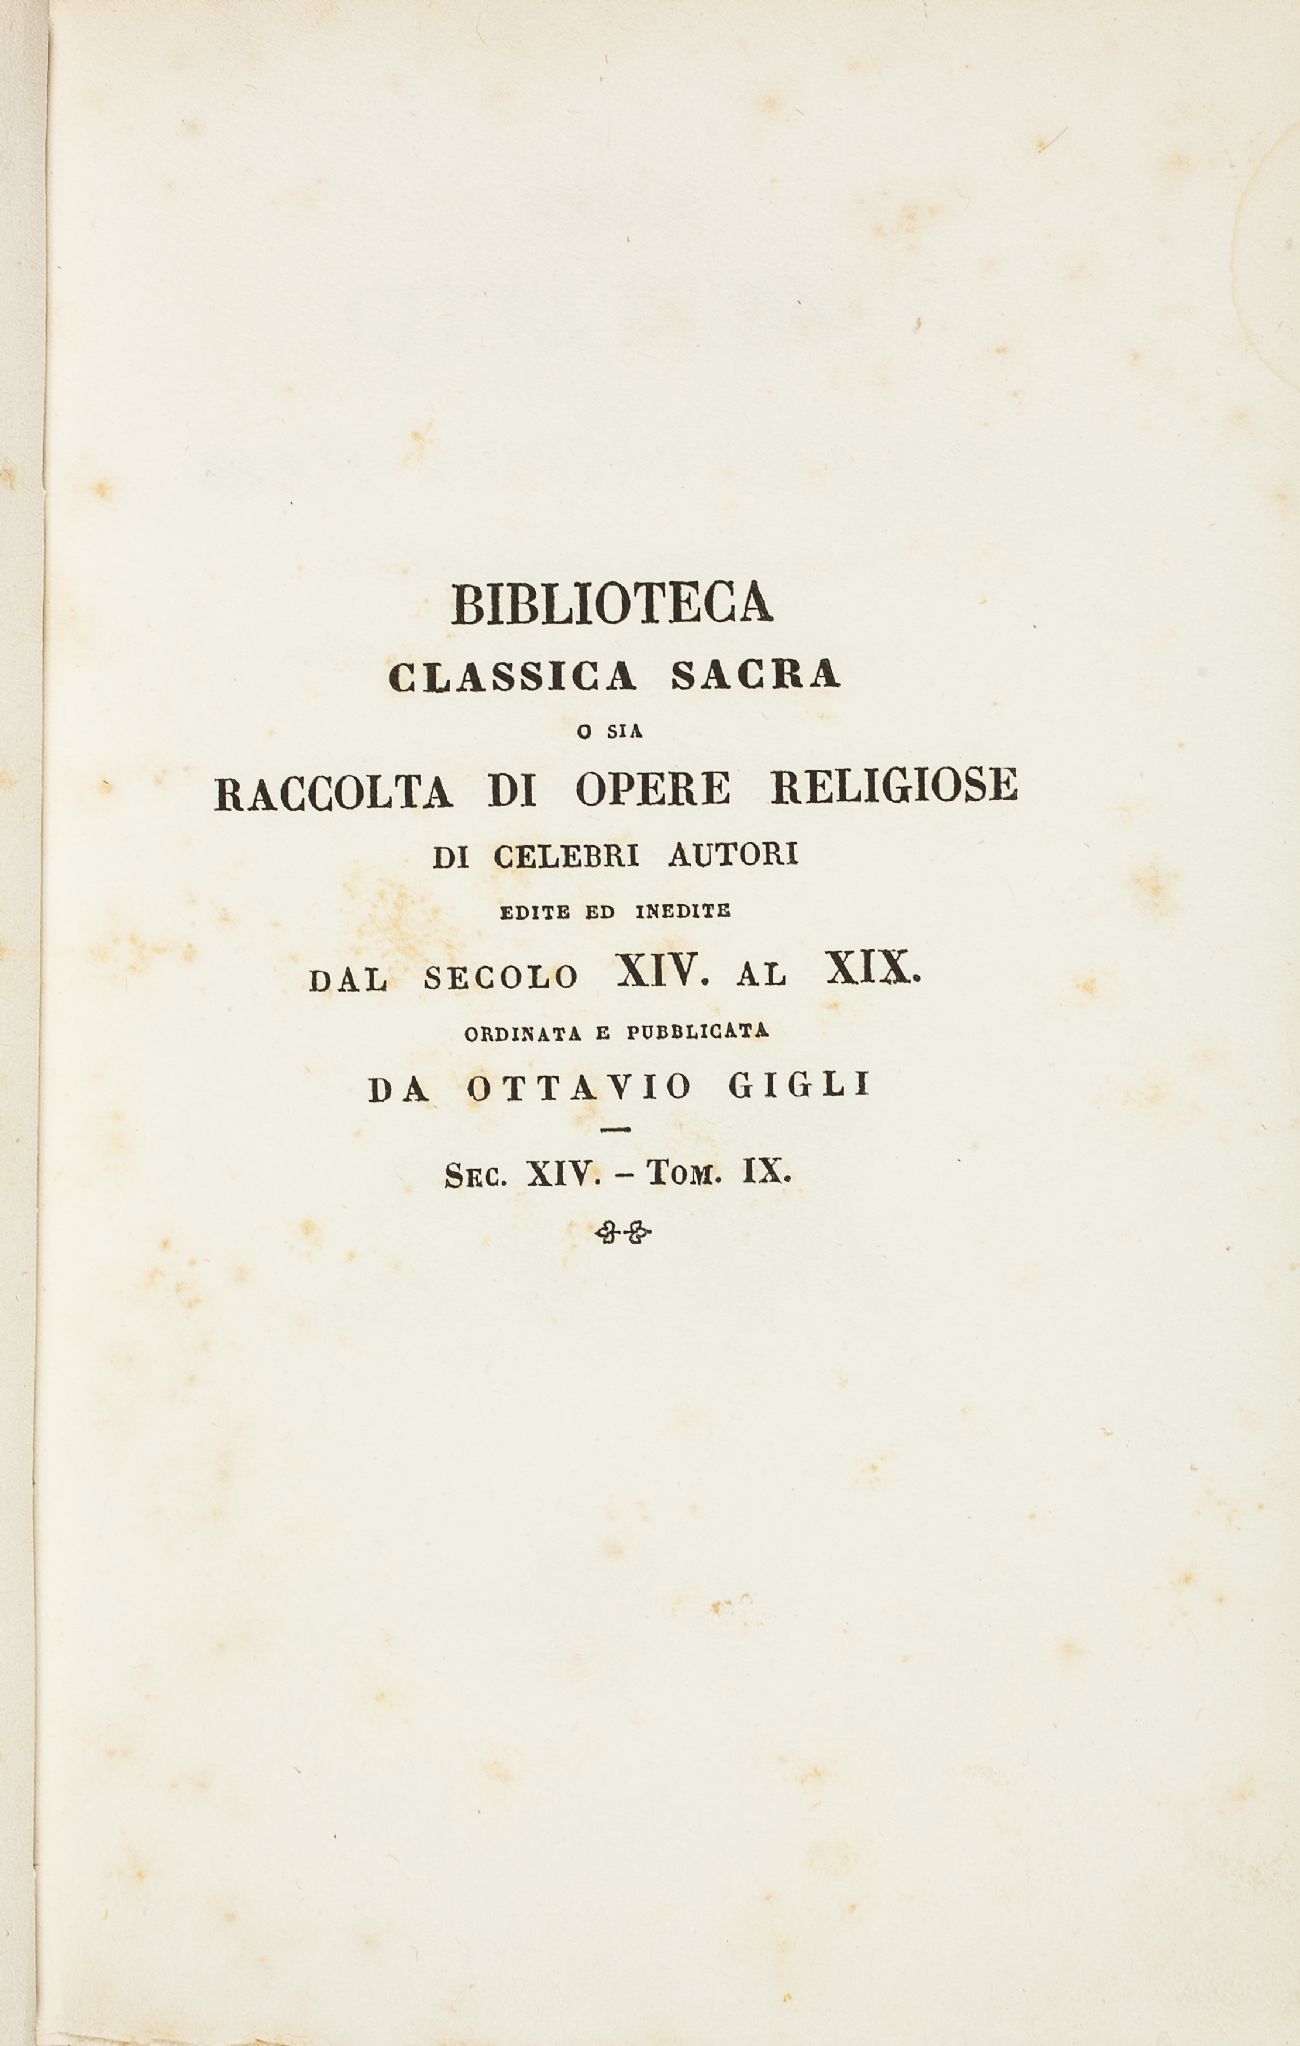 BIBLIOTECA
CLASSICA SACRA
O SIA
RACCOLTA DI OPERE RELIGIOSE
DI CELEBRI AUTORI
EDITE ED INEDITE
DAL SECOLO XIV. AL XIX.
ORDINATA E PUBBLICATA
DA OTTAVIO GIGLI
—
SEC. XIV. – TOM. IX.